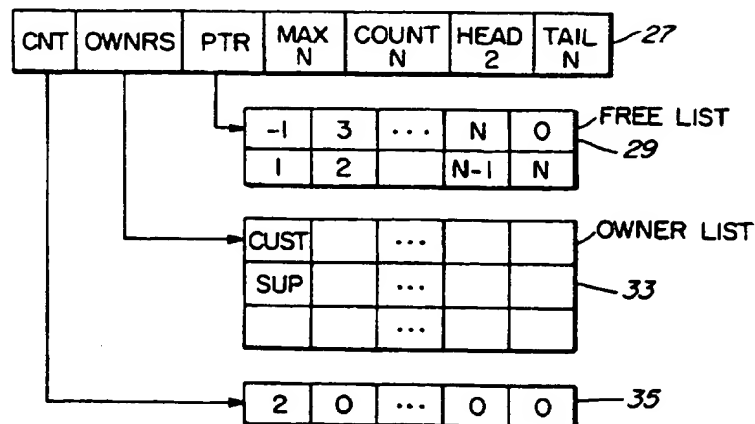 CNT OWNRS PTR MAX N COUNT N HEAD 2 TAIL N 27
-1 3 ... N 0 FREE LIST
29
1 2 N-1 N
CUST ... OWNER LIST
SUP ... 33
...
2 0 ... 0 0 35